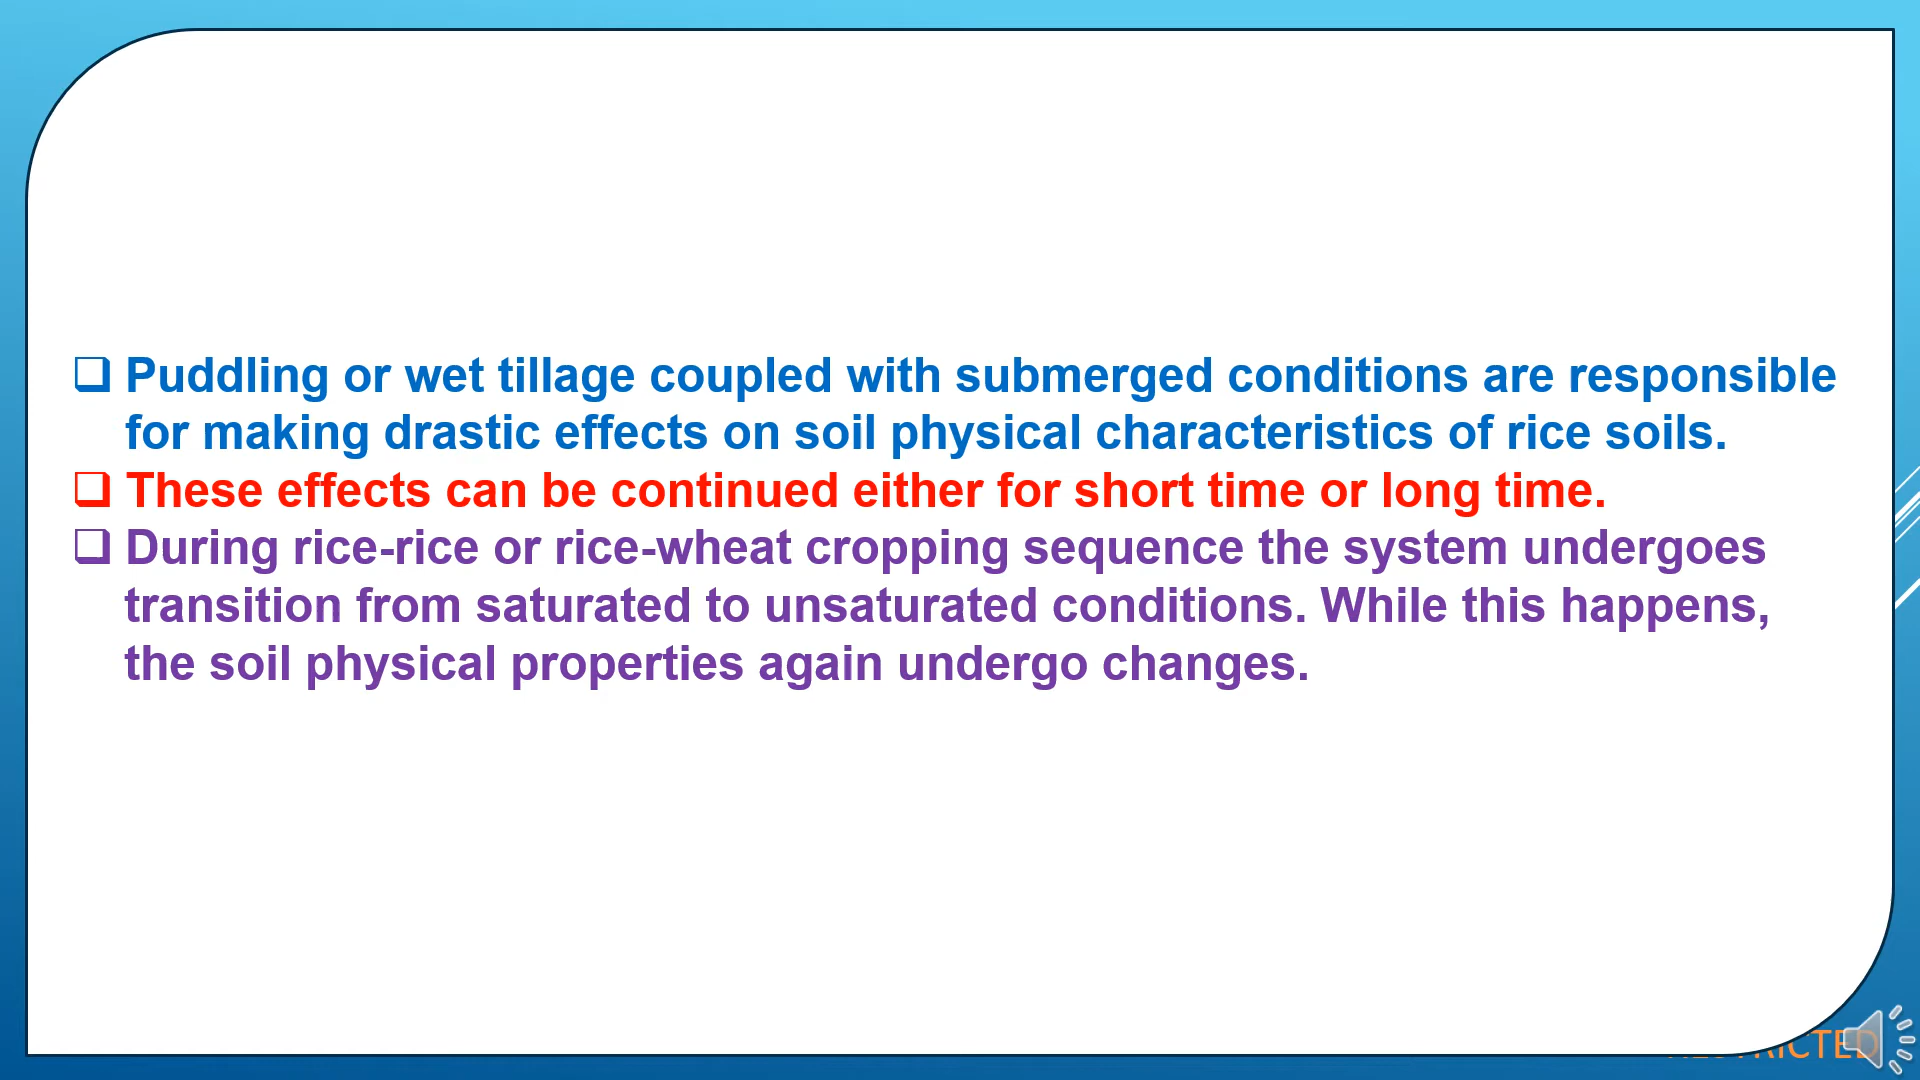 Puddling or wet tillage coupled with submerged conditions are responsible
for making drastic effects on soil physical characteristics of rice soils.
These effects can be continued either for short time or long time.
During rice-rice or rice-wheat cropping sequence the system undergoes
transition from saturated to unsaturated conditions. While this happens,
the soil physical properties again undergo changes.
RESTRICTED